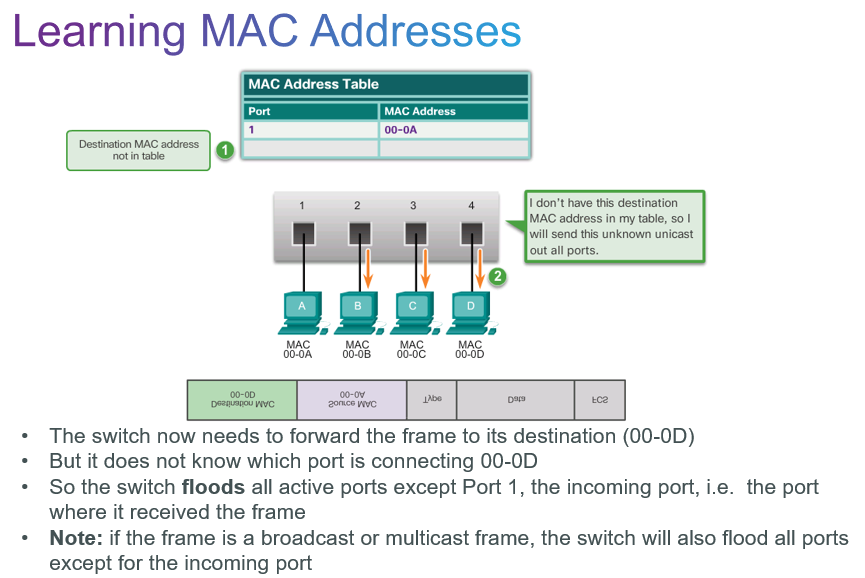 Learning MAC Addresses
MAC Address Table
Port MAC Address
1 00-0A
Destination MAC address
not in table
1
1 2 3 4
I don't have this destination
MAC address in my table, so I
will send this unknown unicast
out all ports.
2
A B C D
MAC MAC MAC MAC
00-0A 00-0B 00-0C 00-0D
00-0D 00-0A
Destination MAC Source MAC Type Data FCS
• The switch now needs to forward the frame to its destination (00-0D)
• But it does not know which port is connecting 00-0D
• So the switch floods all active ports except Port 1, the incoming port, i.e. the port
where it received the frame
• Note: if the frame is a broadcast or multicast frame, the switch will also flood all ports
except for the incoming port